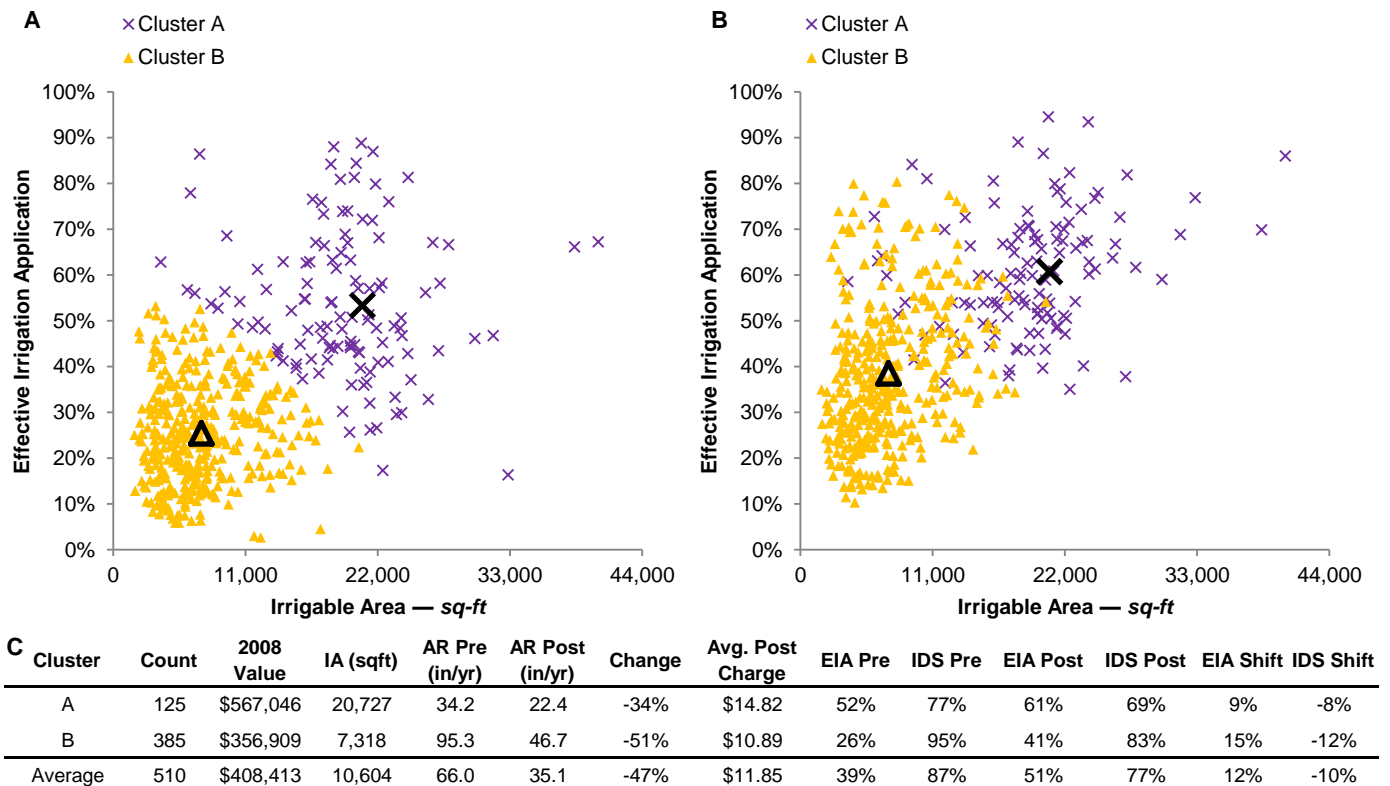 A
× Cluster A
▲ Cluster B
Effective Irrigation Application
100%
90%
80%
70%
60%
50%
40%
30%
20%
10%
0%
0 11,000 22,000 33,000 44,000
Irrigable Area — sq-ft
B
× Cluster A
▲ Cluster B
Effective Irrigation Application
100%
90%
80%
70%
60%
50%
40%
30%
20%
10%
0%
0 11,000 22,000 33,000 44,000
Irrigable Area — sq-ft
C
Cluster Count 2008 Value IA (sqft) AR Pre (in/yr) AR Post (in/yr) Change Avg. Post Charge EIA Pre IDS Pre EIA Post IDS Post EIA Shift IDS Shift
A 125 $567,046 20,727 34.2 22.4 -34% $14.82 52% 77% 61% 69% 9% -8%
B 385 $356,909 7,318 95.3 46.7 -51% $10.89 26% 95% 41% 83% 15% -12%
Average 510 $408,413 10,604 66.0 35.1 -47% $11.85 39% 87% 51% 77% 12% -10%